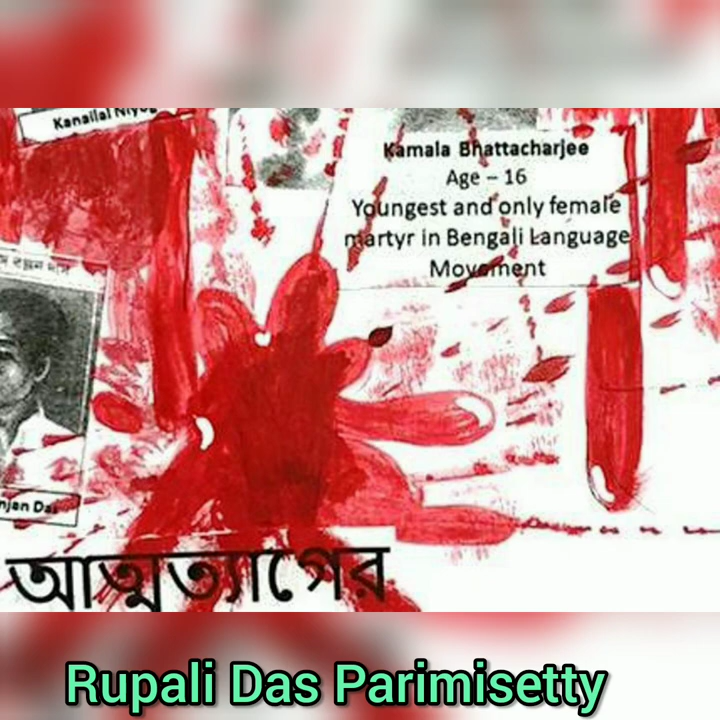 Kanailal
Kamala Bhattacharjee
Age – 16
Youngest and only female
martyr in Bengali Language
Movement
আত্মত্যাগের
Rupali Das Parimisetty